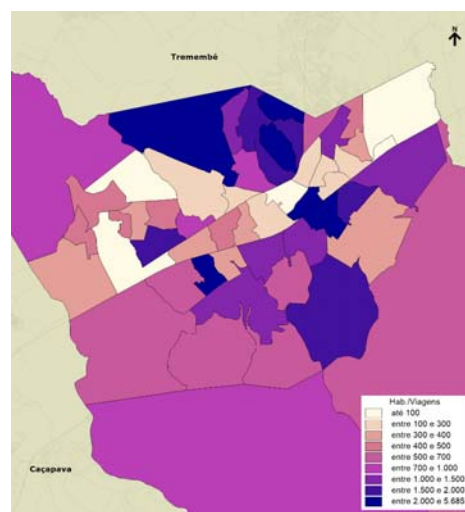 N
Tremembé
Caçapava
Hab./Viagens
até 100
entre 100 e 300
entre 300 e 400
entre 400 e 500
entre 500 e 700
entre 700 e 1.000
entre 1.000 e 1.500
entre 1.500 e 2.000
entre 2.000 e 5.685